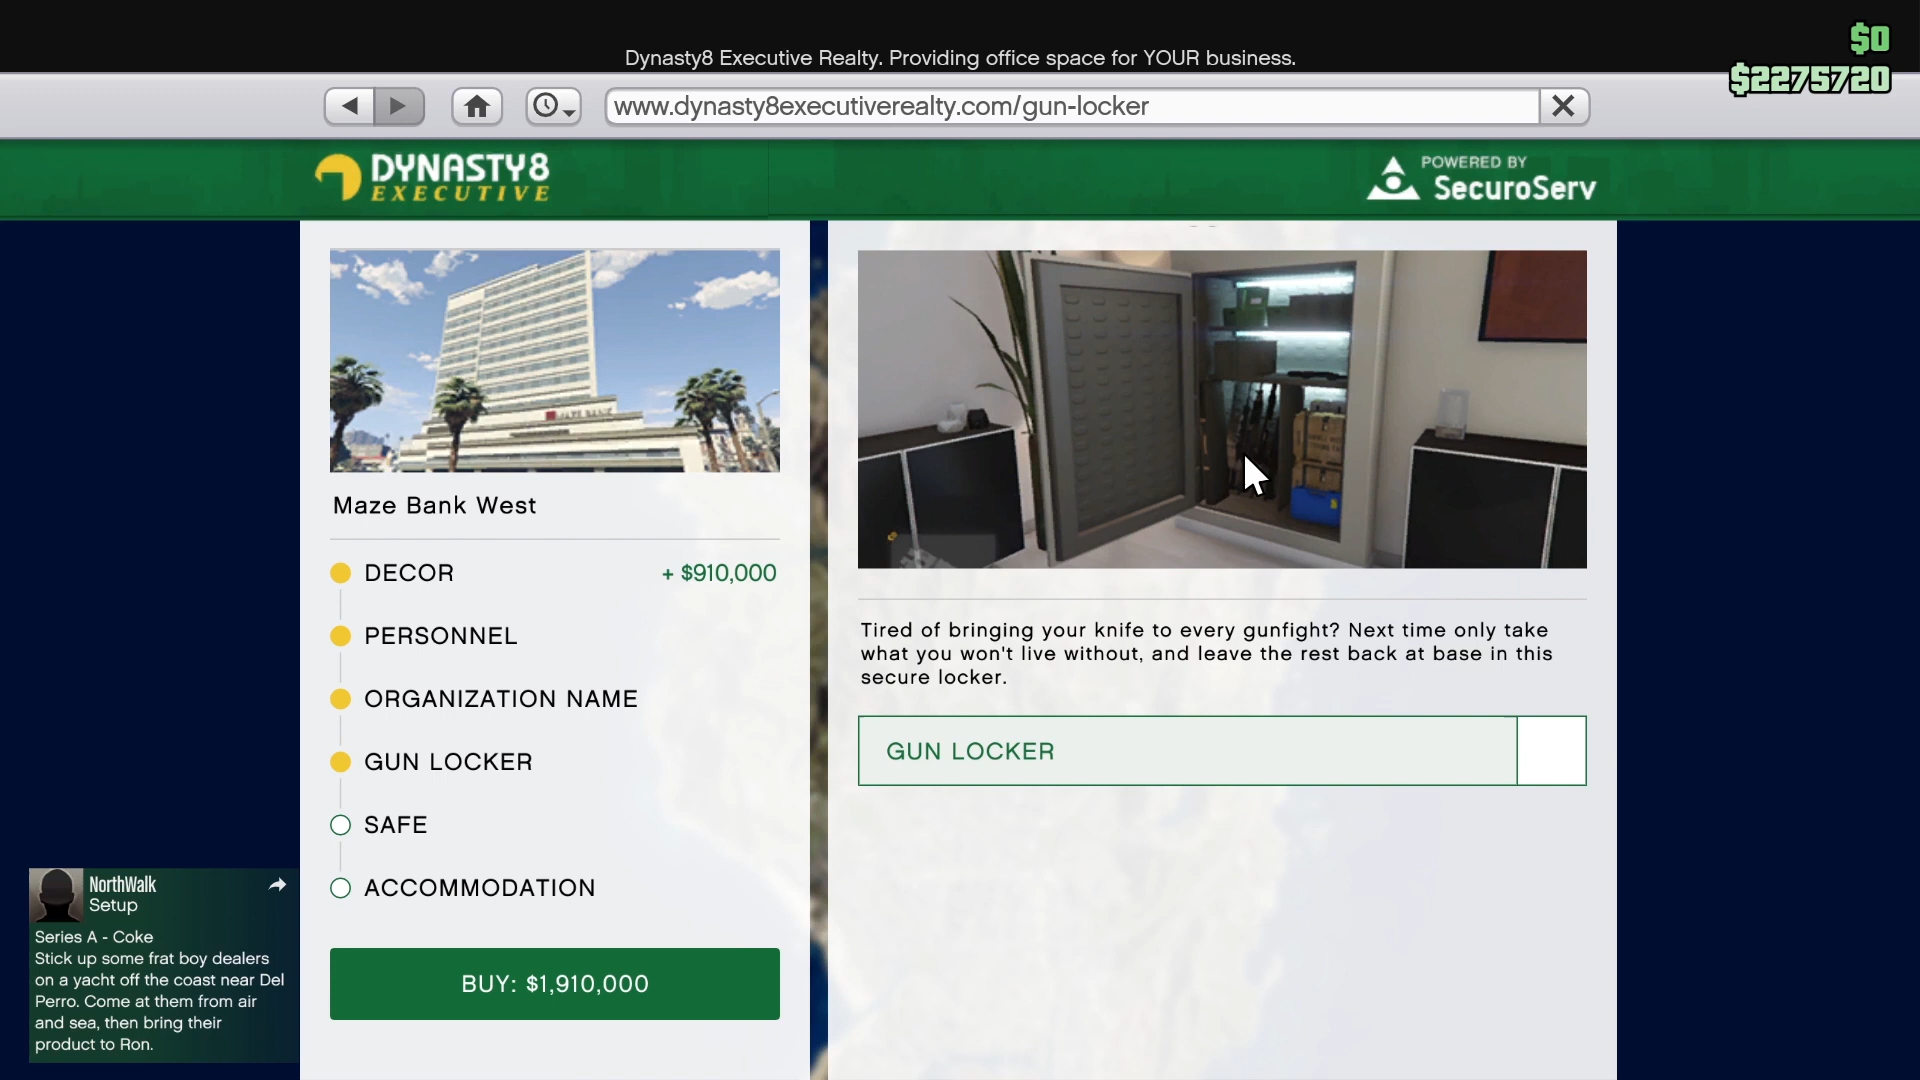 Dynasty8 Executive Realty. Providing office space for YOUR business.
$0
$2275720
www.dynasty8executiverealty.com/gun-locker
DYNASTY8
EXECUTIVE
POWERED BY
SecuroServ
MAZE BANK
Maze Bank West
DECOR + $910,000
PERSONNEL
ORGANIZATION NAME
GUN LOCKER
SAFE
ACCOMMODATION
BUY: $1,910,000
Tired of bringing your knife to every gunfight? Next time only take
what you won't live without, and leave the rest back at base in this
secure locker.
GUN LOCKER
NorthWalk
Setup
Series A - Coke
Stick up some frat boy dealers
on a yacht off the coast near Del
Perro. Come at them from air
and sea, then bring their
product to Ron.